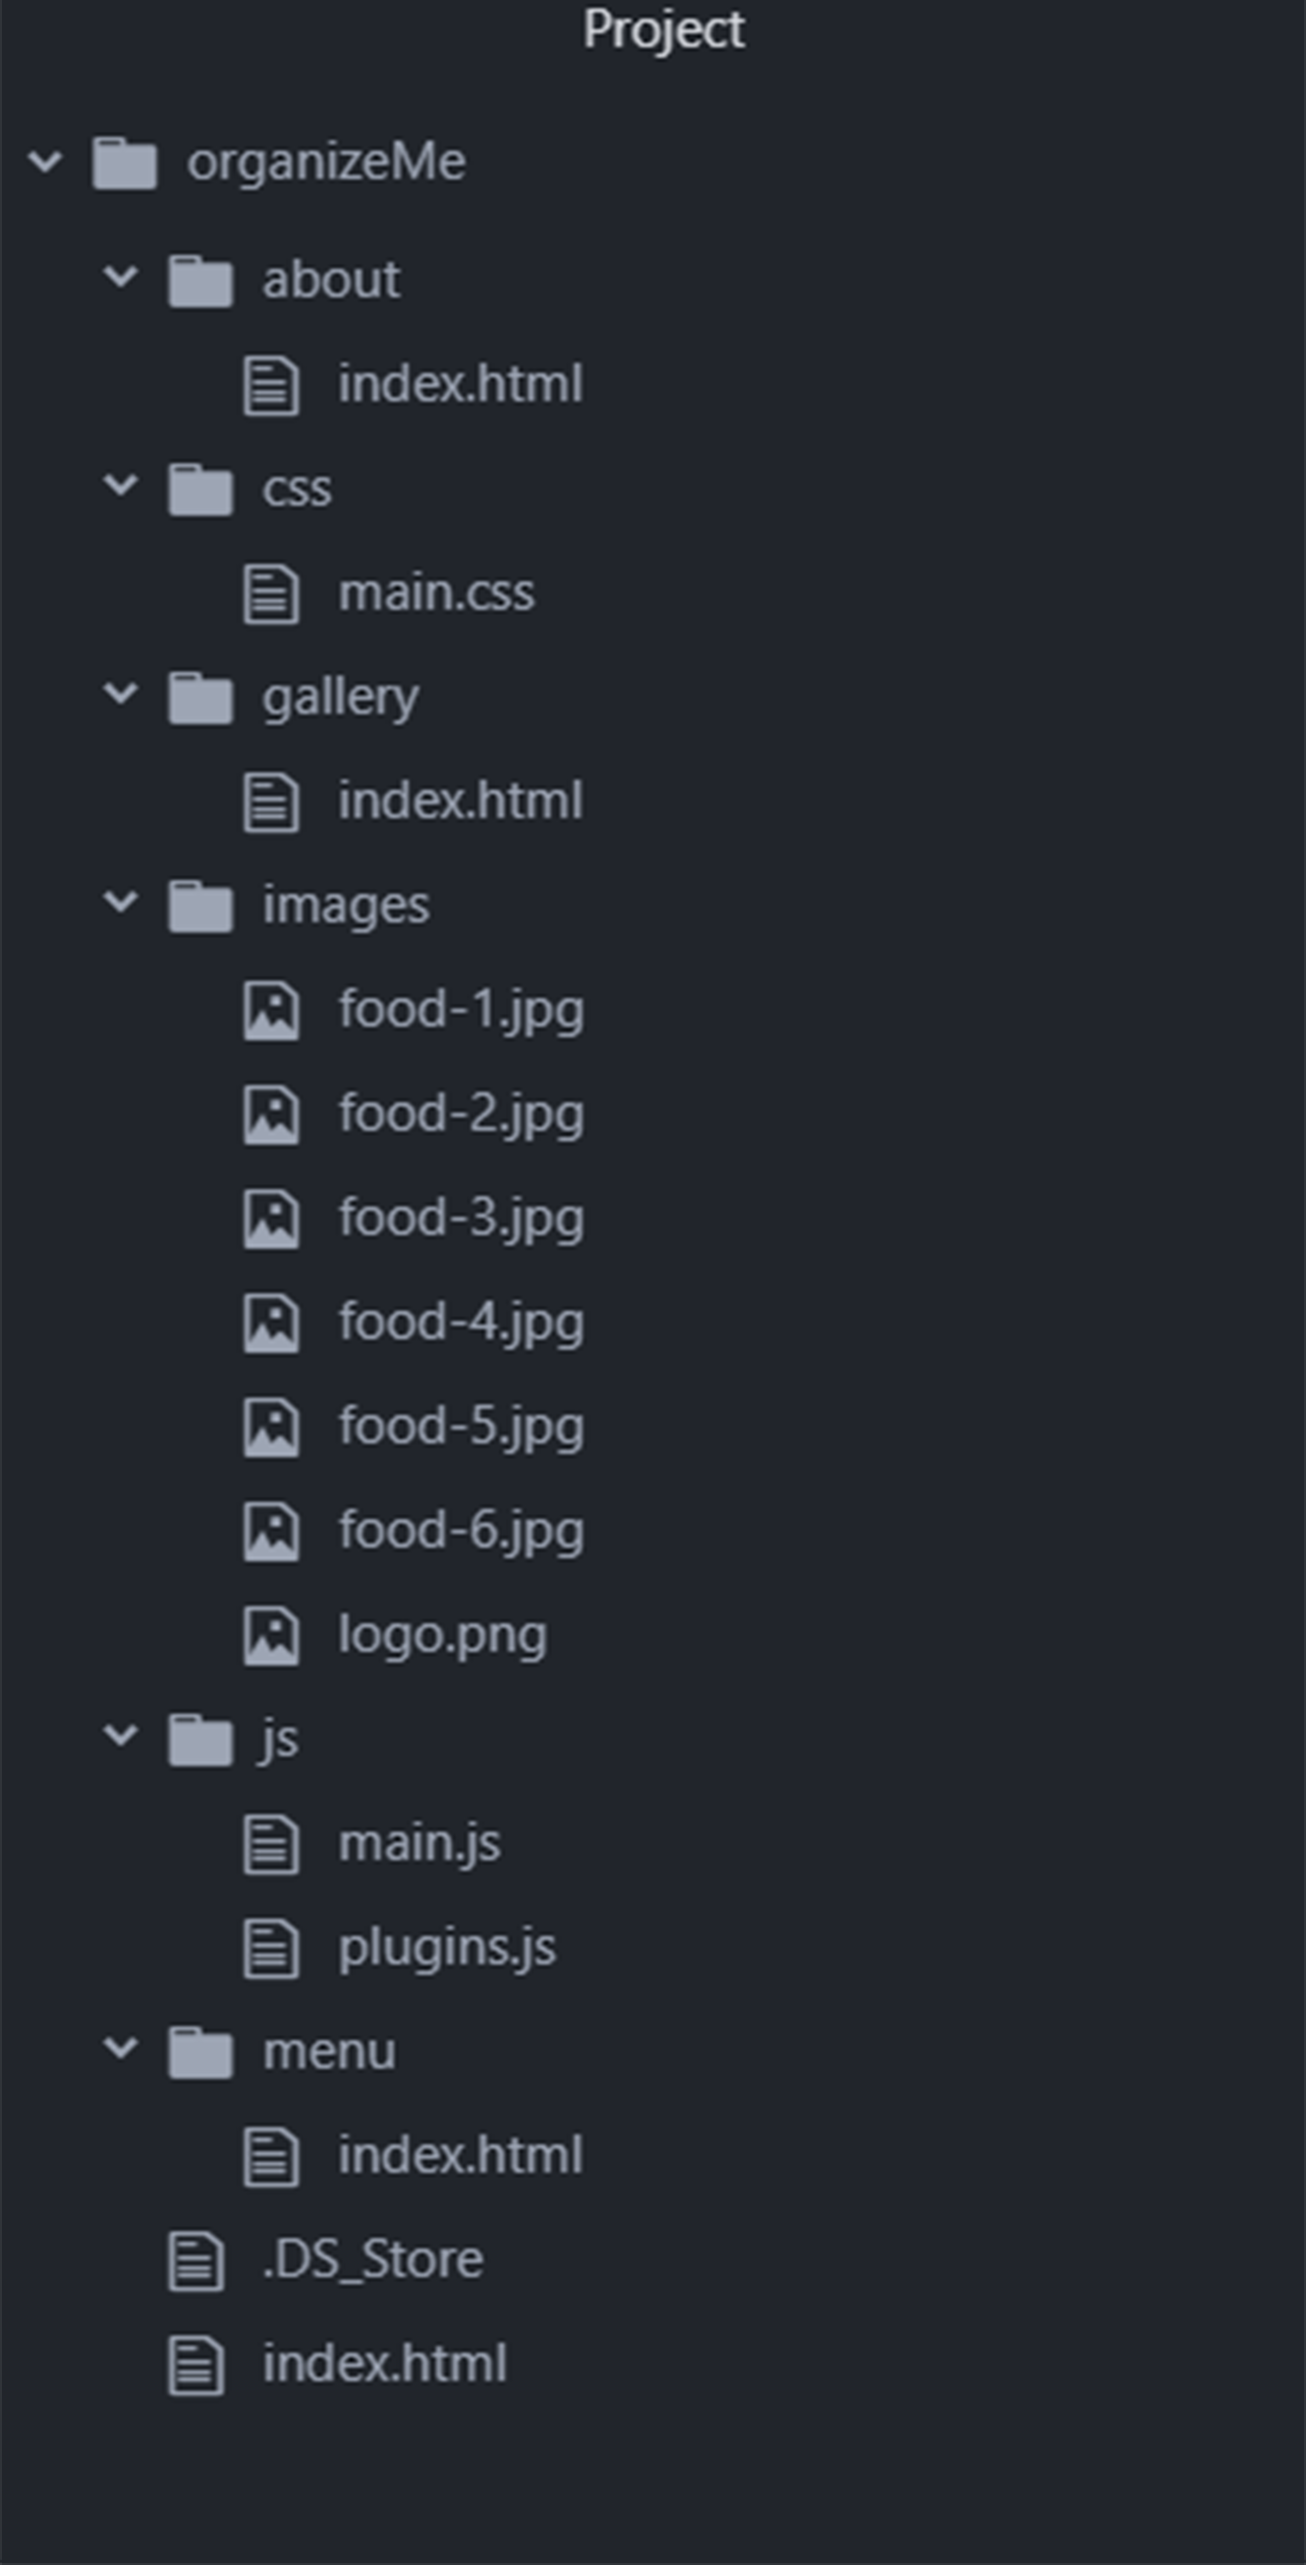 Project
organizeMe
about
index.html
css
main.css
gallery
index.html
images
food-1.jpg
food-2.jpg
food-3.jpg
food-4.jpg
food-5.jpg
food-6.jpg
logo.png
js
main.js
plugins.js
menu
index.html
.DS_Store
index.html